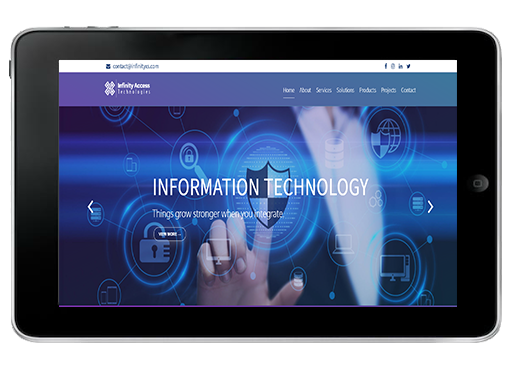 contact@infinityxs.com
Infinity Access
Technologies
Home About Services Solutions Products Projects Contact
INFORMATION TECHNOLOGY
Things grow stronger when you integrate.
VIEW MORE